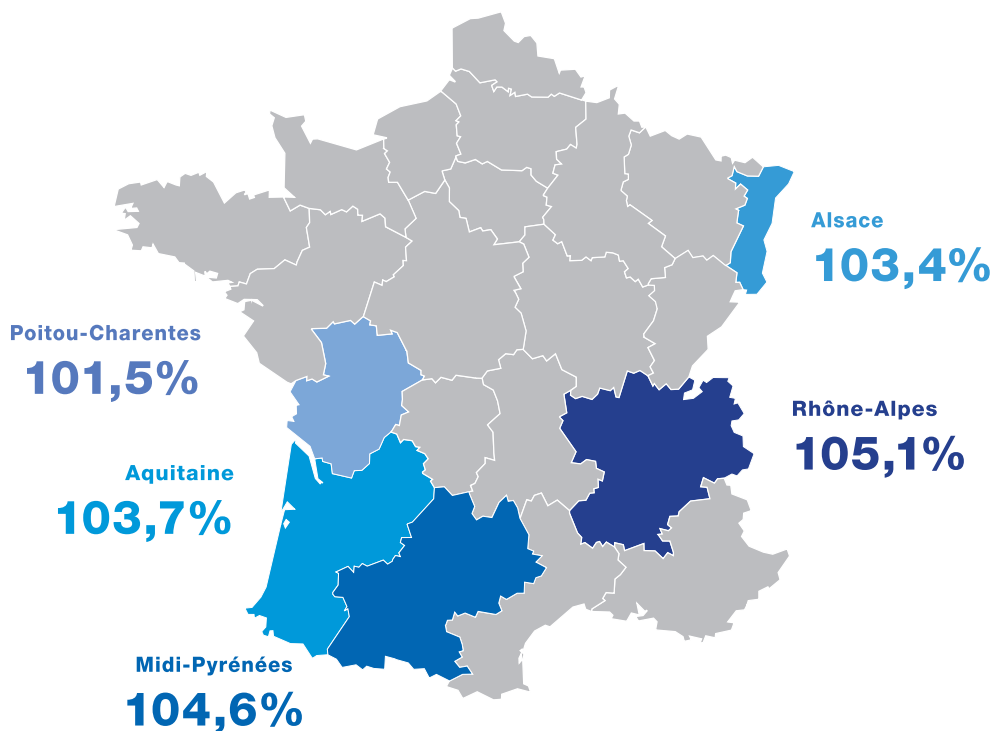 Alsace
103,4%
Poitou-Charentes
101,5%
Rhône-Alpes
105,1%
Aquitaine
103,7%
Midi-Pyrénées
104,6%